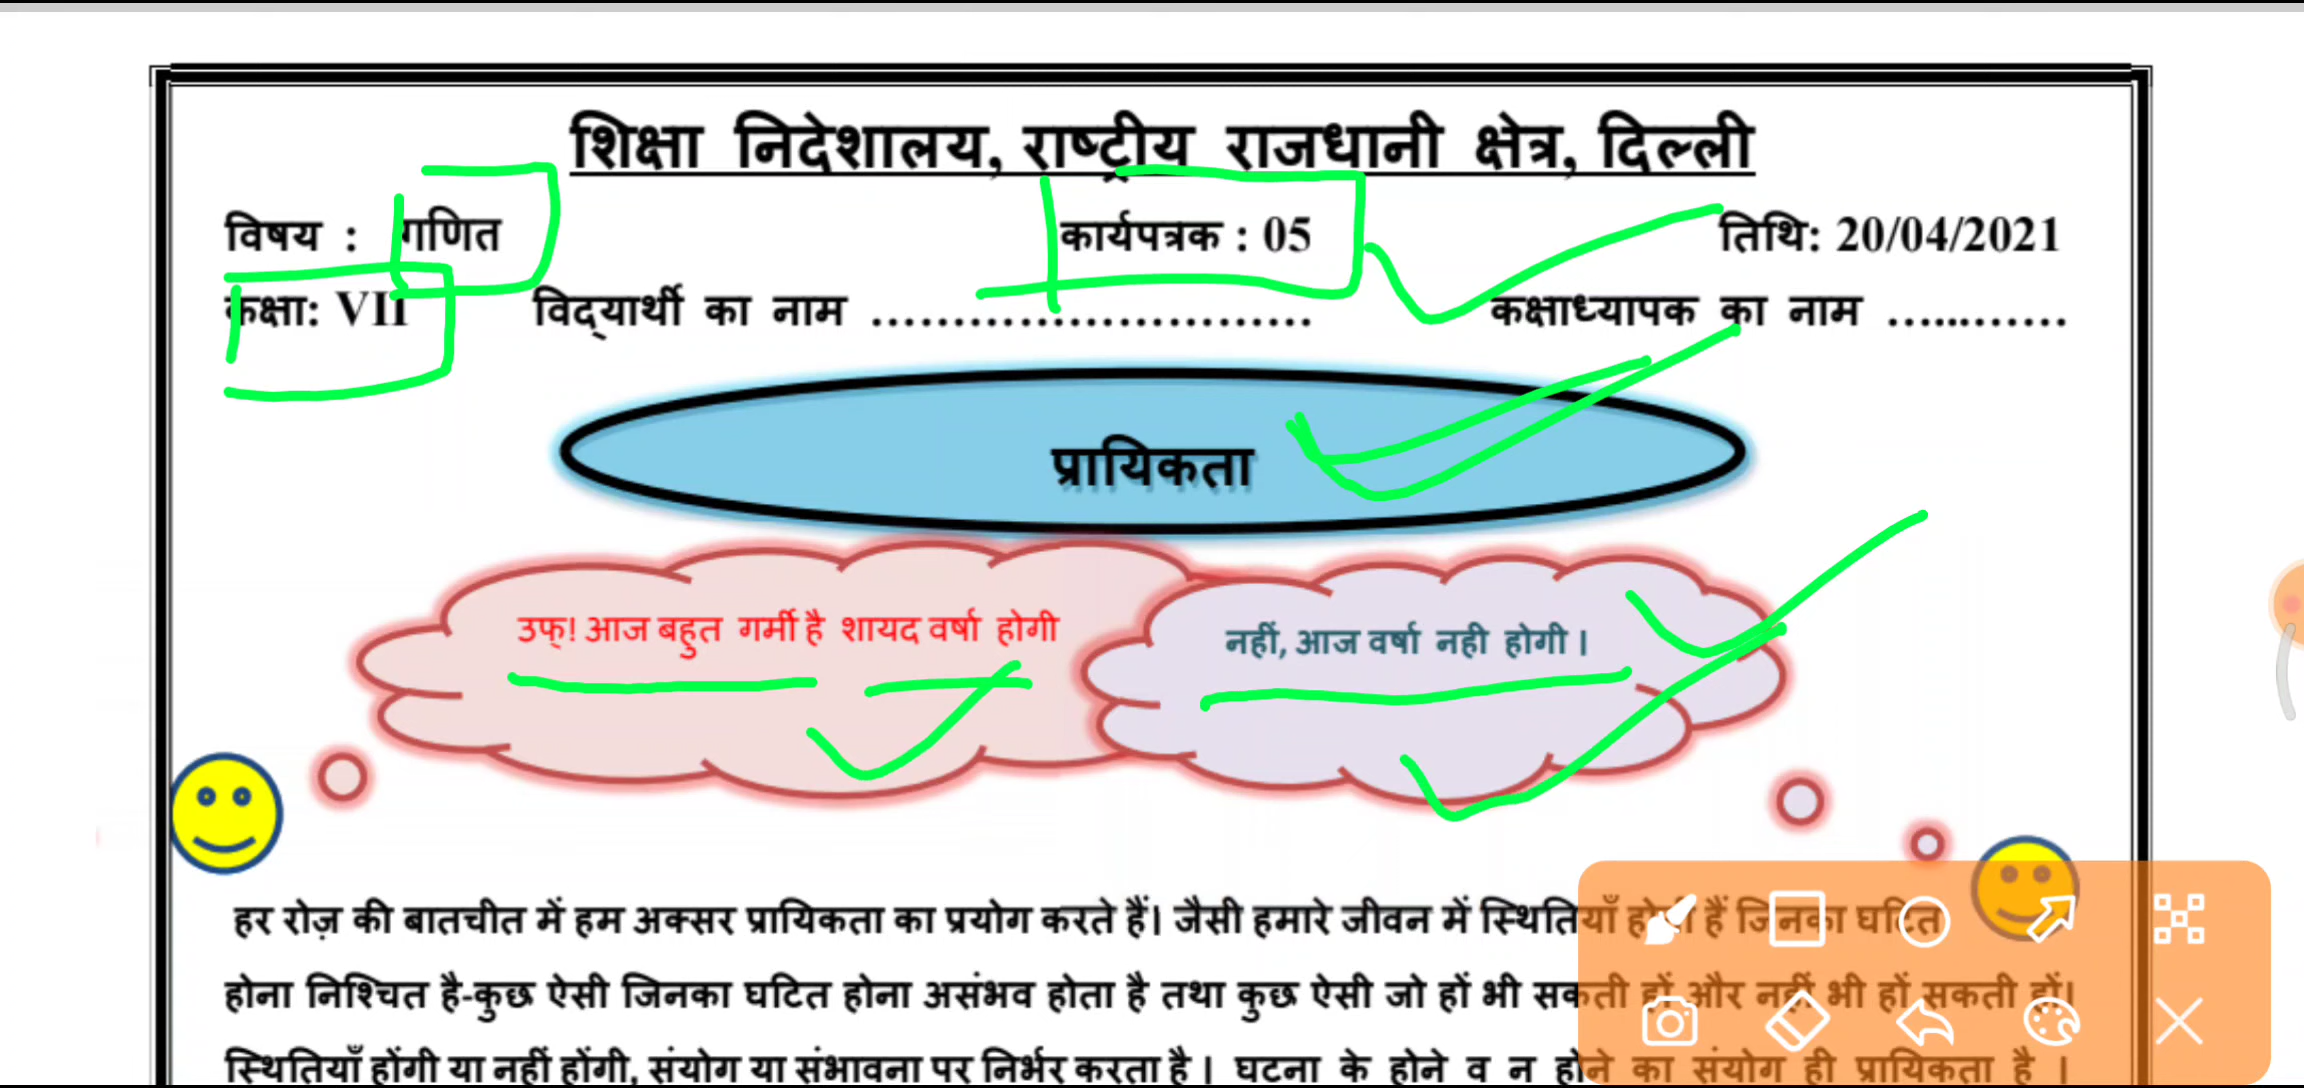 शिक्षा निदेशालय, राष्ट्रीय राजधानी क्षेत्र, दिल्ली
विषय : गणित कार्यपत्रक : 05 तिथि: 20/04/2021
कक्षा: VII विद्यार्थी का नाम ............................ कक्षाध्यापक का नाम ............
प्रायिकता
उफ्! आज बहुत गर्मी है शायद वर्षा होगी
नहीं, आज वर्षा नही होगी ।
हर रोज़ की बातचीत में हम अक्सर प्रायिकता का प्रयोग करते हैं। जैसी हमारे जीवन में स्थितियाँ होती हैं जिनका घटित
होना निश्चित है-कुछ ऐसी जिनका घटित होना असंभव होता है तथा कुछ ऐसी जो हों भी सकती हों और नहीं भी हों सकती हों।
स्थितियाँ होंगी या नहीं होंगी, संयोग या संभावना पर निर्भर करता है । घटना के होने व न होने का संयोग ही प्रायिकता है ।